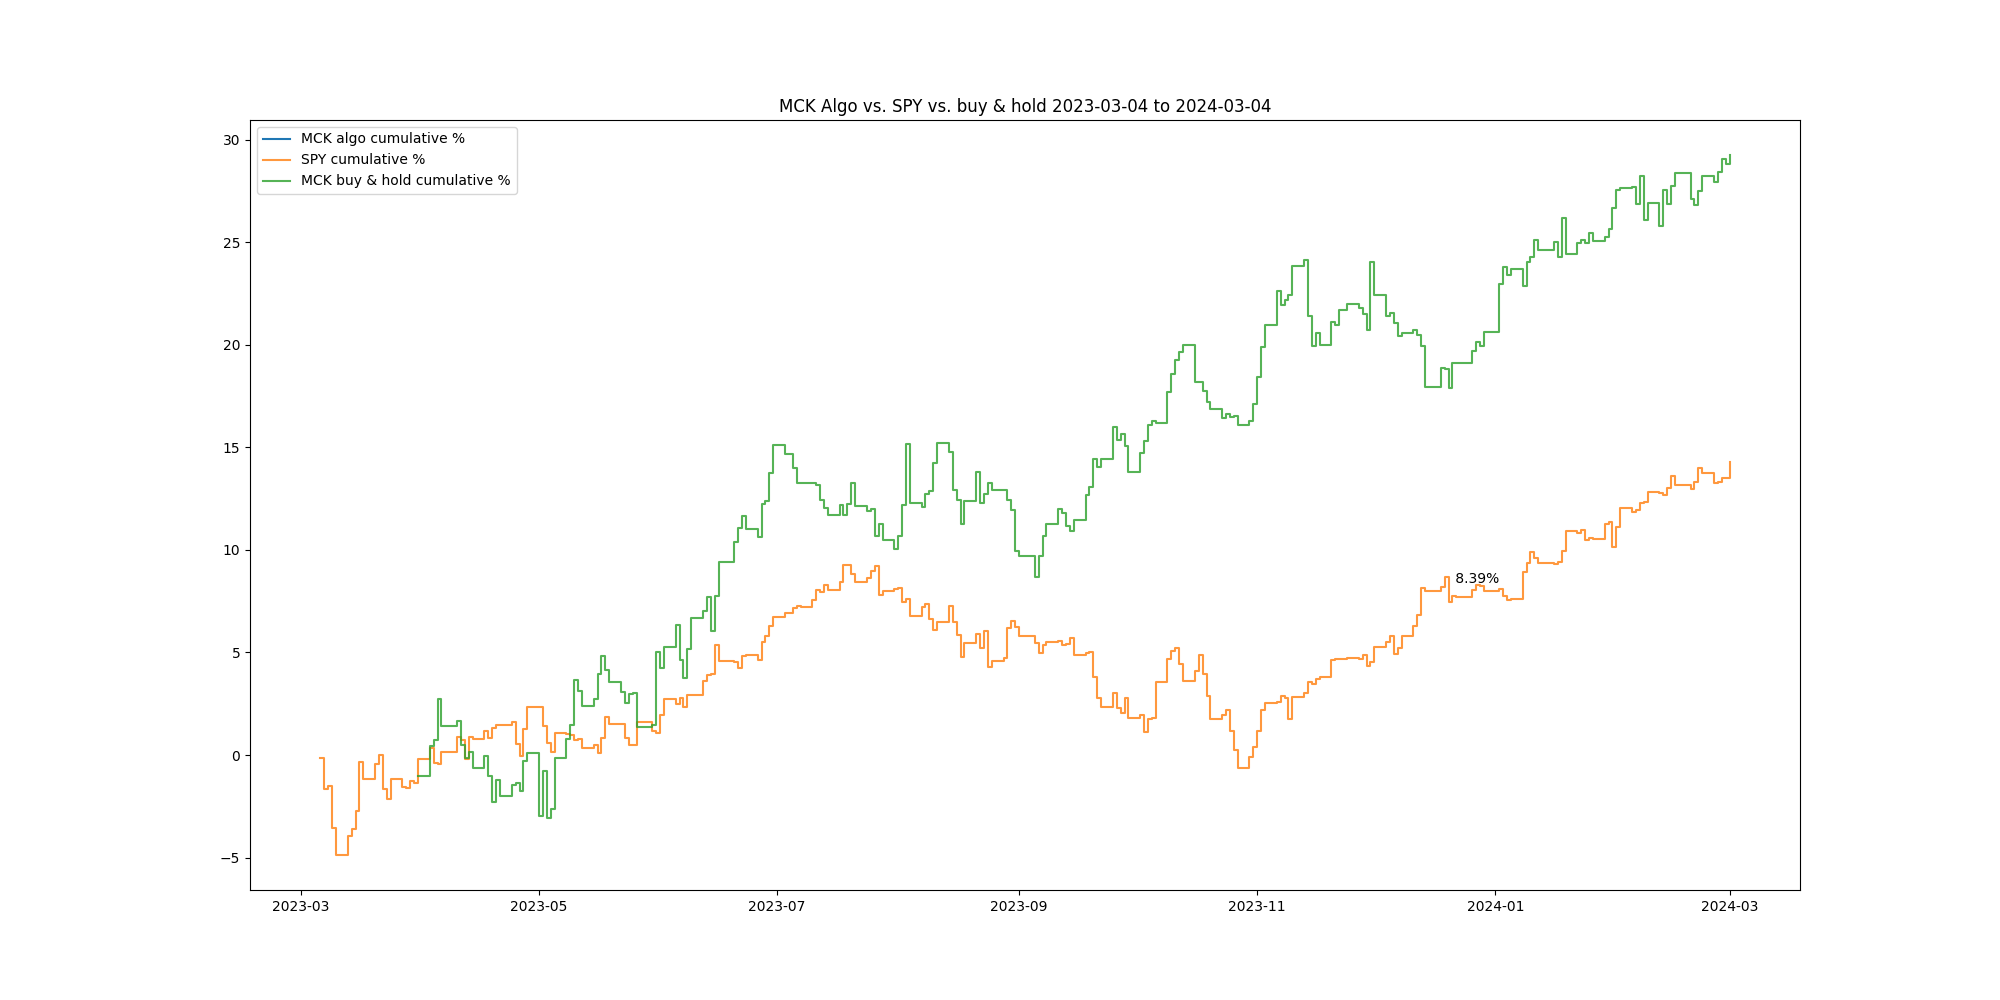 MCK Algo vs. SPY vs. buy & hold 2023-03-04 to 2024-03-04
MCK algo cumulative %
SPY cumulative %
MCK buy & hold cumulative %
30
25
20
15
10
5
0
−5
8.39%
2023-03 2023-05 2023-07 2023-09 2023-11 2024-01 2024-03